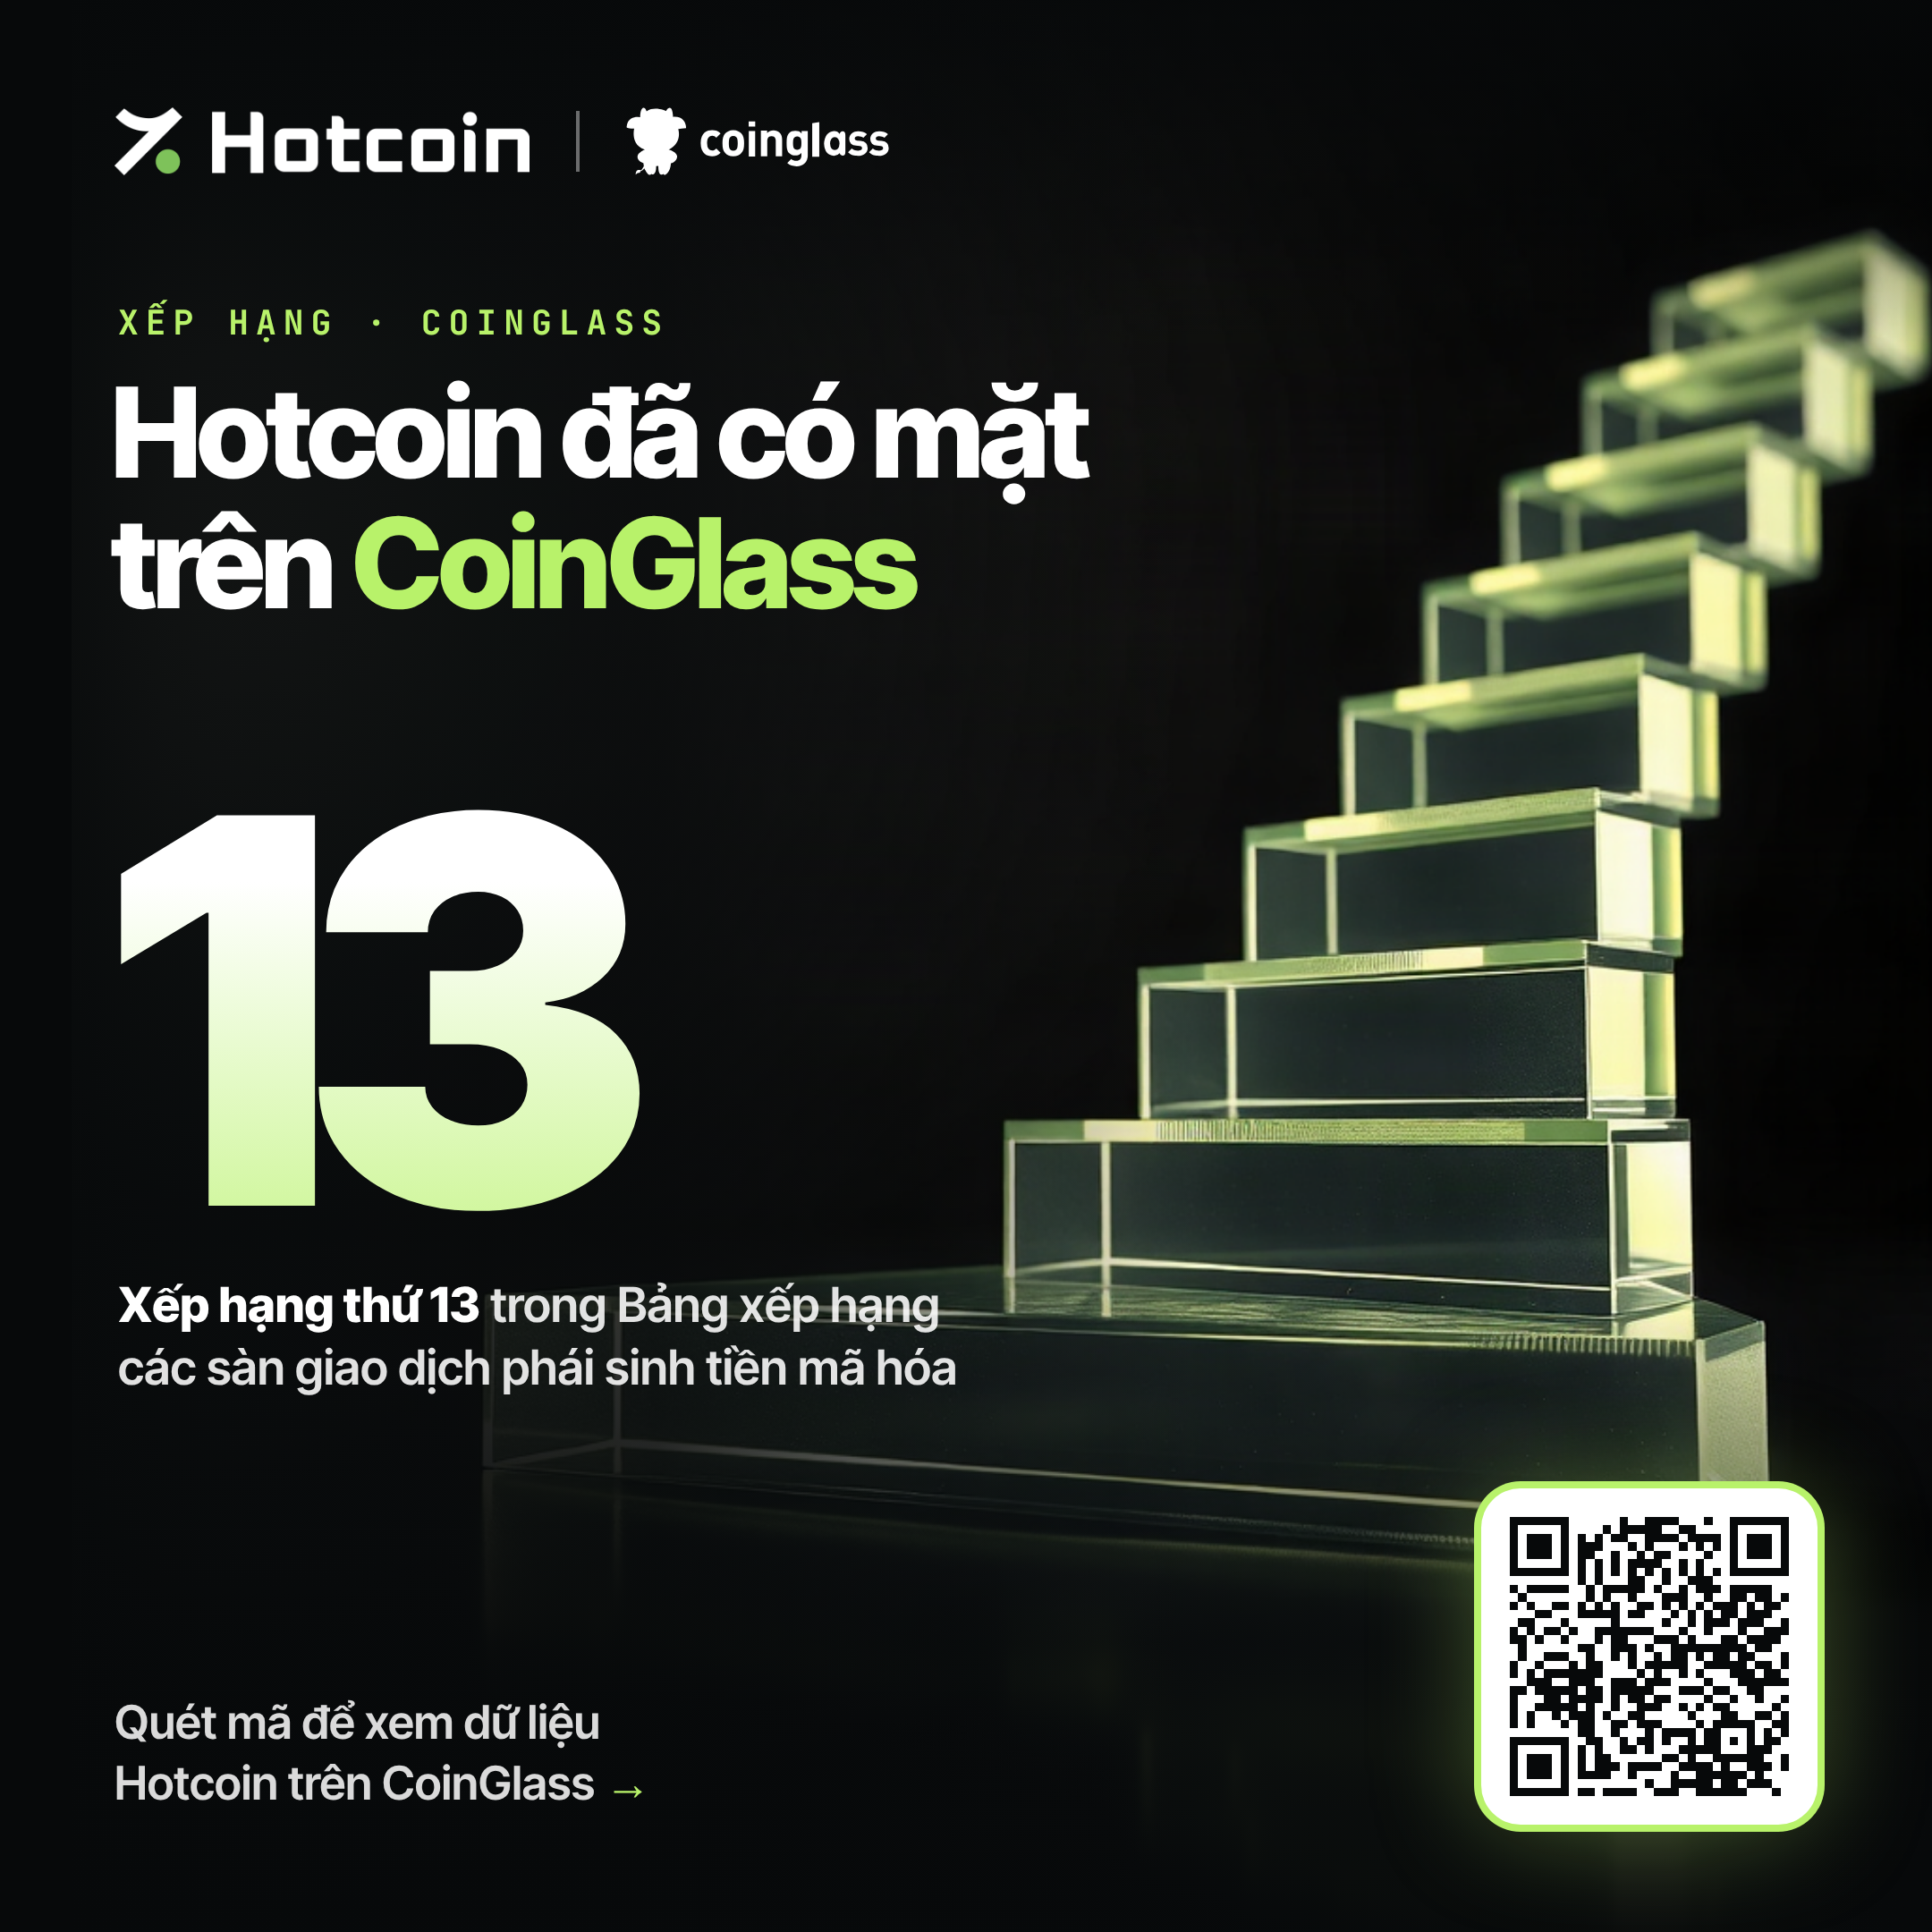 Hotcoin | coinglass
XẾP HẠNG · COINGLASS
Hotcoin đã có mặt
trên CoinGlass
13
Xếp hạng thứ 13 trong Bảng xếp hạng
các sàn giao dịch phái sinh tiền mã hóa
Quét mã để xem dữ liệu
Hotcoin trên CoinGlass →